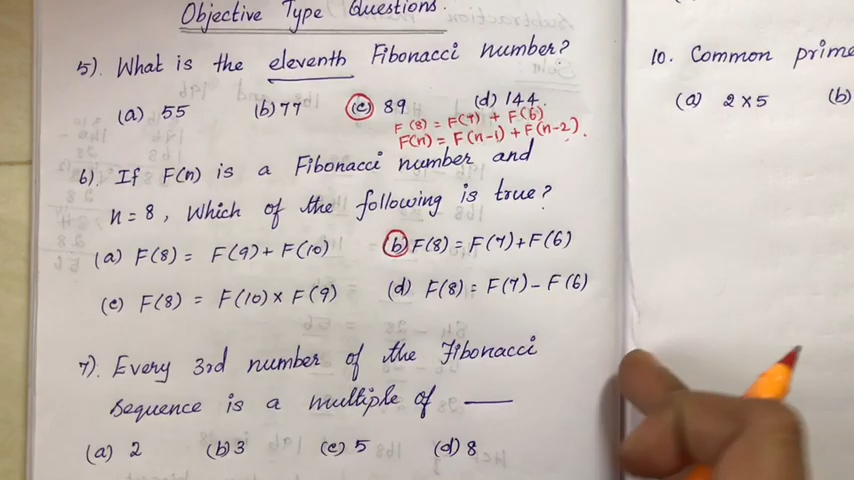 Objective Type Questions.
5). What is the eleventh Fibonacci number?
(a) 55 (b) 77 (c) 89 (d) 144.
F(8) = F(7) + F(6)
F(n) = F(n-1) + F(n-2).
6). If F(n) is a Fibonacci number and
n = 8, Which of the following is true?
(a) F(8) = F(9) + F(10) (b) F(8) = F(7)+F(6)
(c) F(8) = F(10) x F(9) (d) F(8) = F(7) - F(6)
7). Every 3rd number of the Fibonacci
Sequence is a multiple of ___
(a) 2 (b) 3 (c) 5 (d) 8
10. Common prime
(a) 2 x 5 (b)